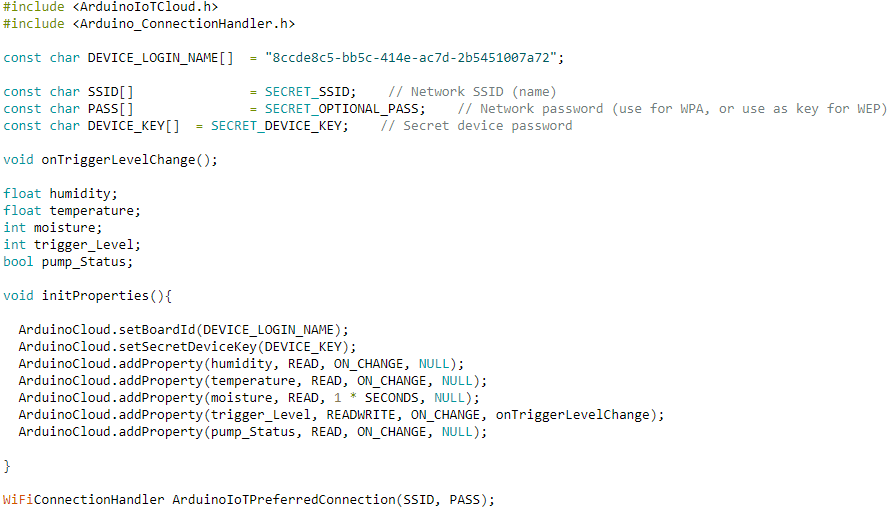 #include <ArduinoIoTCloud.h>
#include <Arduino_ConnectionHandler.h>
const char DEVICE_LOGIN_NAME[]  = "8ccde8c5-bb5c-414e-ac7d-2b5451007a72";
const char SSID[]               = SECRET_SSID;    // Network SSID (name)
const char PASS[]               = SECRET_OPTIONAL_PASS;    // Network password (use for WPA, or use as key for WEP)
const char DEVICE_KEY[]  = SECRET_DEVICE_KEY;    // Secret device password
void onTriggerLevelChange();
float humidity;
float temperature;
int moisture;
int trigger_Level;
bool pump_Status;
void initProperties(){
  ArduinoCloud.setBoardId(DEVICE_LOGIN_NAME);
  ArduinoCloud.setSecretDeviceKey(DEVICE_KEY);
  ArduinoCloud.addProperty(humidity, READ, ON_CHANGE, NULL);
  ArduinoCloud.addProperty(temperature, READ, ON_CHANGE, NULL);
  ArduinoCloud.addProperty(moisture, READ, 1 * SECONDS, NULL);
  ArduinoCloud.addProperty(trigger_Level, READWRITE, ON_CHANGE, onTriggerLevelChange);
  ArduinoCloud.addProperty(pump_Status, READ, ON_CHANGE, NULL);
}
WiFiConnectionHandler ArduinoIoTPreferredConnection(SSID, PASS);